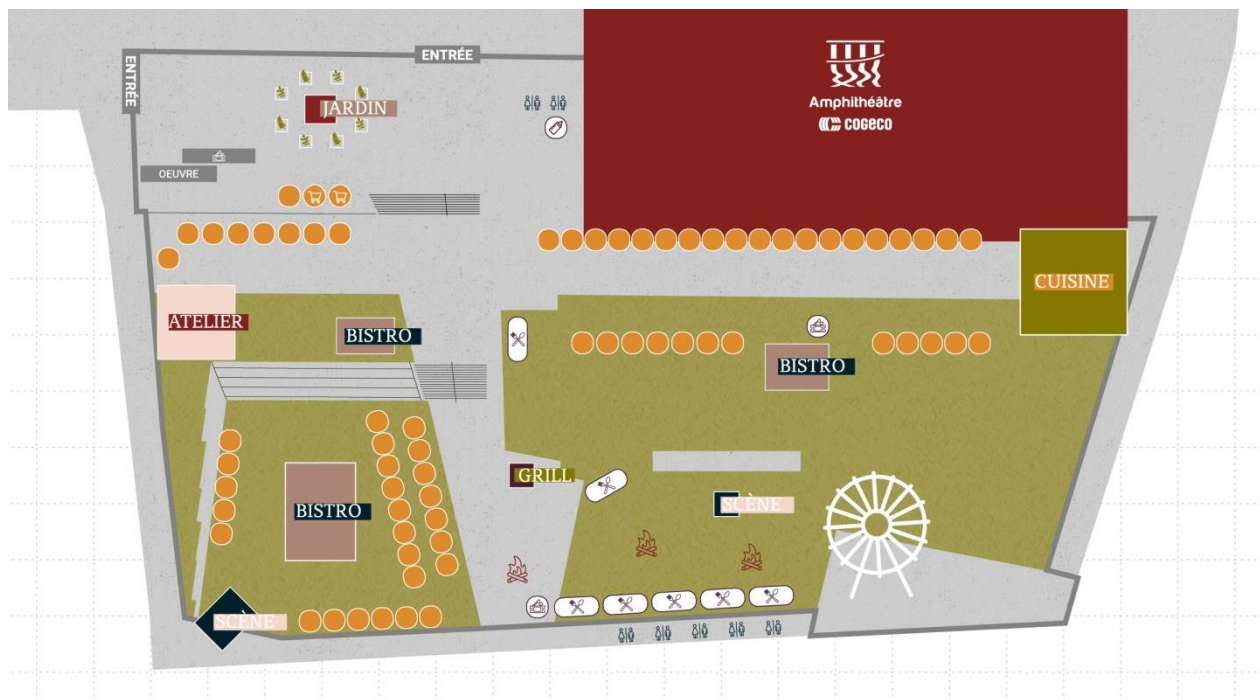 ENTRÉE
ENTRÉE
JARDIN
Amphithéâtre
COGECO
OEUVRE
CUISINE
ATELIER
BISTRO
BISTRO
GRILL
SCÈNE
BISTRO
SCÈNE